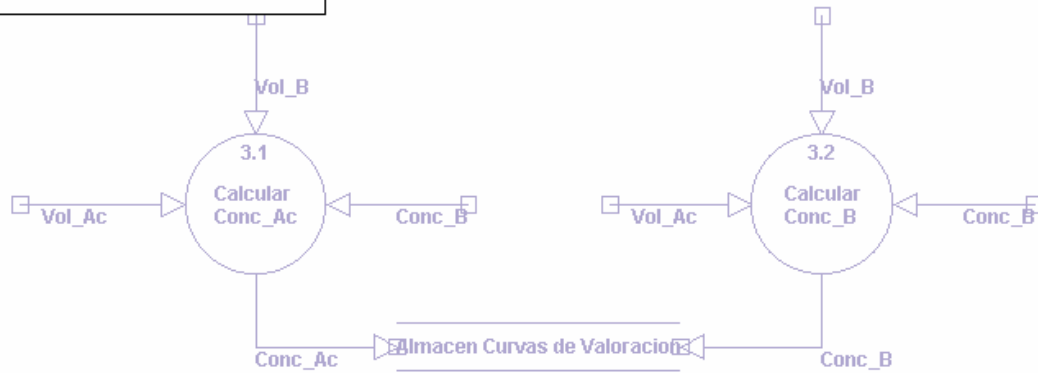 Vol_B
Vol_B
3.1
Calcular
Conc_Ac
3.2
Calcular
Conc_B
Vol_Ac
Conc_B
Vol_Ac
Conc_B
Almacen Curvas de Valoracion
Conc_Ac
Conc_B